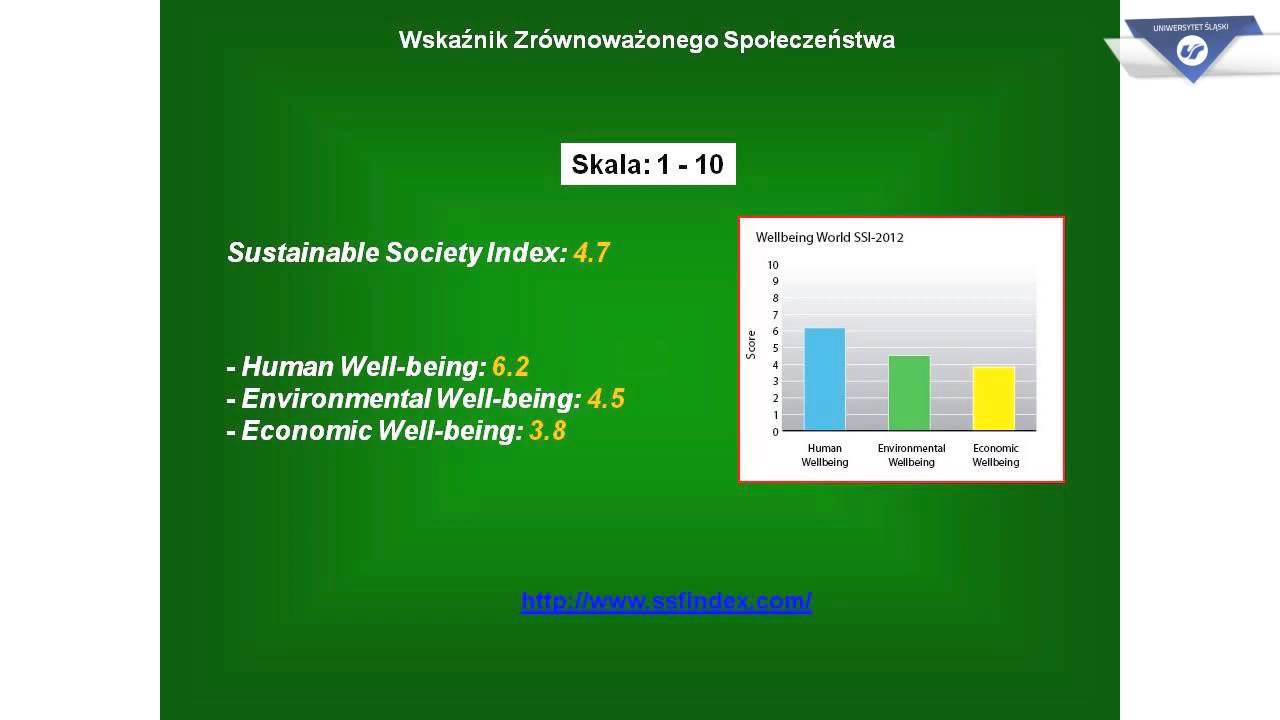 Wskaźnik Zrównoważonego Społeczeństwa
UNIWERSYTET ŚLĄSKI
Skala: 1 - 10
Sustainable Society Index: 4.7
- Human Well-being: 6.2
- Environmental Well-being: 4.5
- Economic Well-being: 3.8
Wellbeing World SSI-2012
Score
10
9
8
7
6
5
4
3
2
1
0
Human
Wellbeing
Environmental
Wellbeing
Economic
Wellbeing
http://www.ssfindex.com/